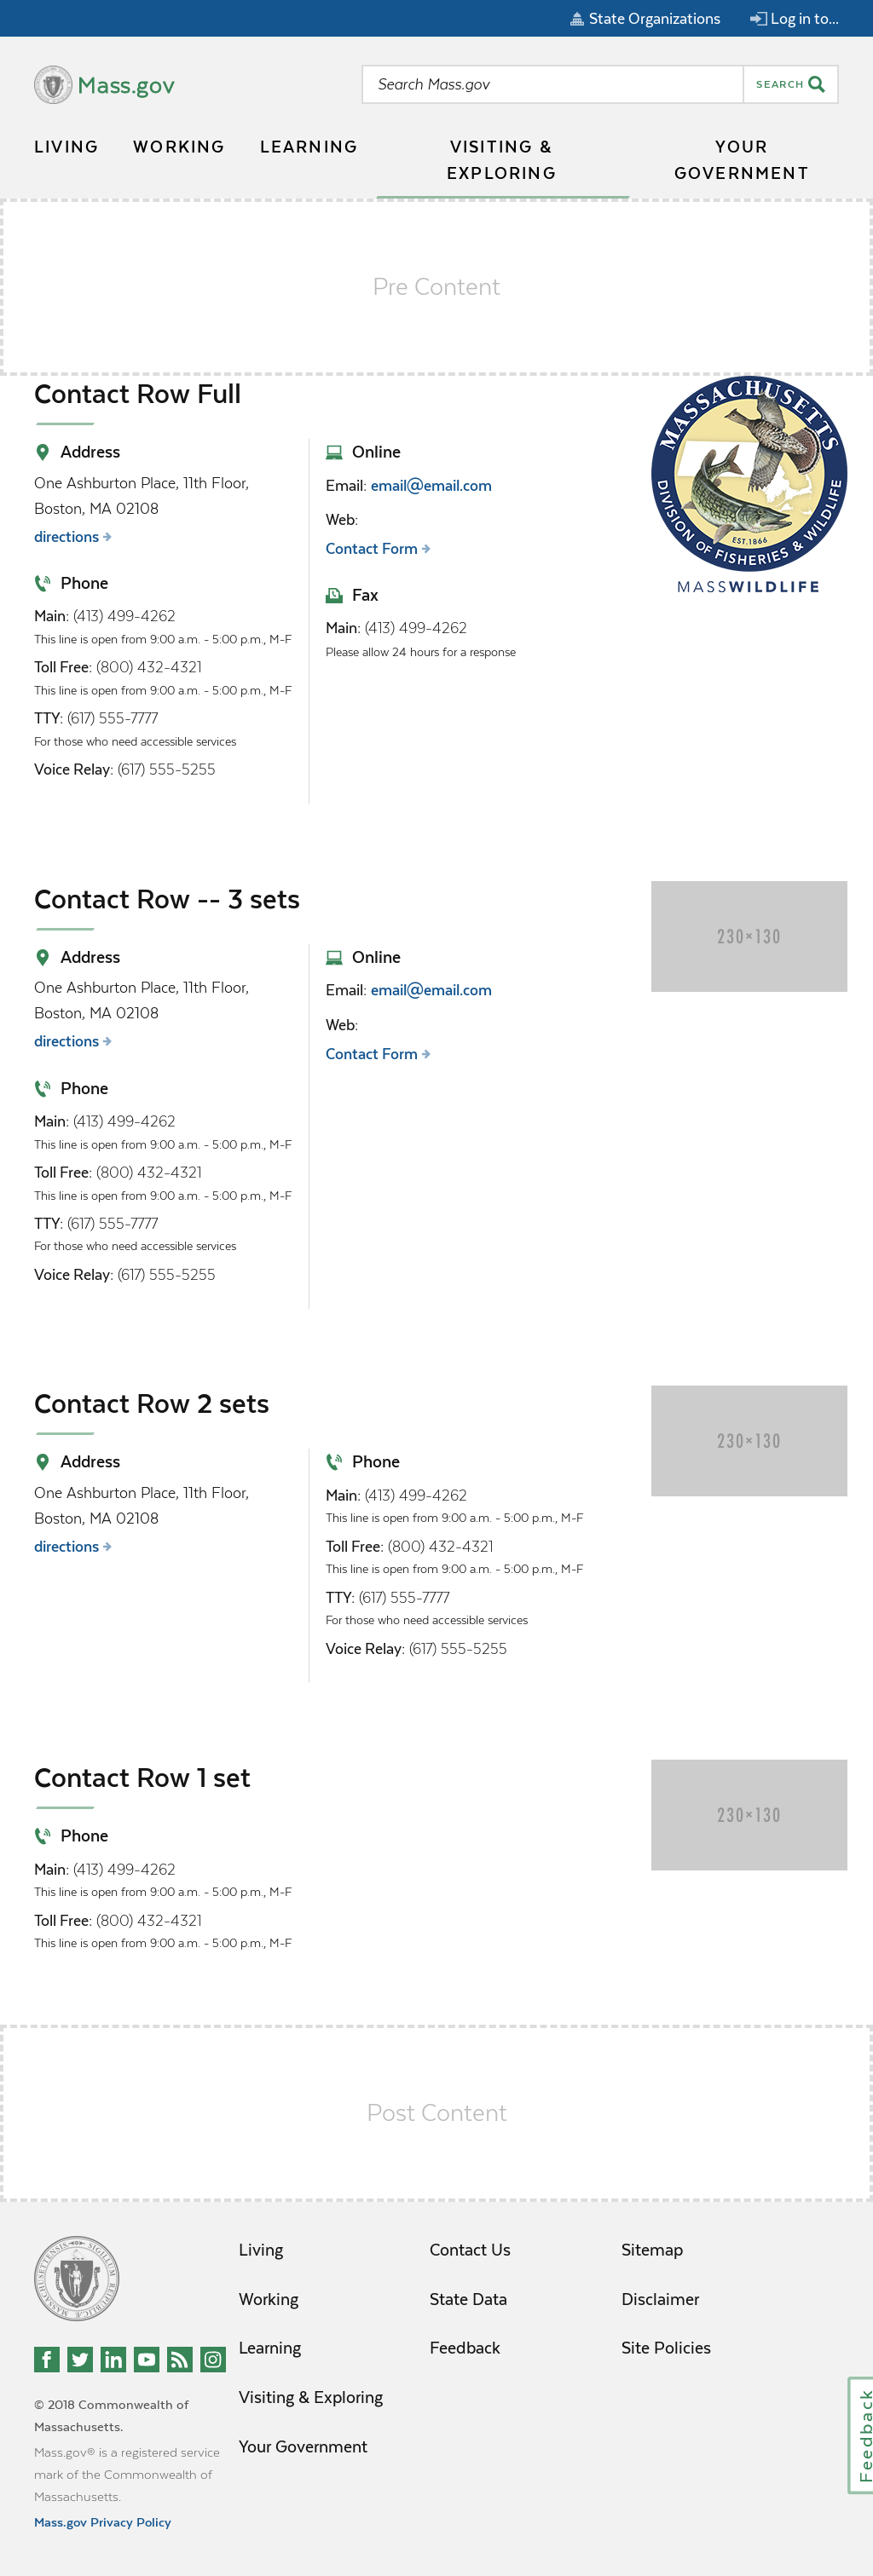 State Organizations
Log in to...
Mass.gov
Search Mass.gov
SEARCH
LIVING
WORKING
LEARNING
VISITING &
EXPLORING
YOUR
GOVERNMENT
Pre Content
Contact Row Full
Address
One Ashburton Place, 11th Floor,
Boston, MA 02108
directions
Phone
Main: (413) 499-4262
This line is open from 9:00 a.m. - 5:00 p.m., M-F
Toll Free: (800) 432-4321
This line is open from 9:00 a.m. - 5:00 p.m., M-F
TTY: (617) 555-7777
For those who need accessible services
Voice Relay: (617) 555-5255
Online
Email: email@email.com
Web:
Contact Form
Fax
Main: (413) 499-4262
Please allow 24 hours for a response
MASSACHUSETTS
EST.1866
DIVISION OF FISHERIES & WILDLIFE
MASSWILDLIFE
Contact Row -- 3 sets
Address
One Ashburton Place, 11th Floor,
Boston, MA 02108
directions
Phone
Main: (413) 499-4262
This line is open from 9:00 a.m. - 5:00 p.m., M-F
Toll Free: (800) 432-4321
This line is open from 9:00 a.m. - 5:00 p.m., M-F
TTY: (617) 555-7777
For those who need accessible services
Voice Relay: (617) 555-5255
Online
Email: email@email.com
Web:
Contact Form
230×130
Contact Row 2 sets
Address
One Ashburton Place, 11th Floor,
Boston, MA 02108
directions
Phone
Main: (413) 499-4262
This line is open from 9:00 a.m. - 5:00 p.m., M-F
Toll Free: (800) 432-4321
This line is open from 9:00 a.m. - 5:00 p.m., M-F
TTY: (617) 555-7777
For those who need accessible services
Voice Relay: (617) 555-5255
230×130
Contact Row 1 set
Phone
Main: (413) 499-4262
This line is open from 9:00 a.m. - 5:00 p.m., M-F
Toll Free: (800) 432-4321
This line is open from 9:00 a.m. - 5:00 p.m., M-F
230×130
Post Content
© 2018 Commonwealth of
Massachusetts.
Mass.gov® is a registered service
mark of the Commonwealth of
Massachusetts.
Mass.gov Privacy Policy
Living
Working
Learning
Visiting & Exploring
Your Government
Contact Us
State Data
Feedback
Sitemap
Disclaimer
Site Policies
Feedback